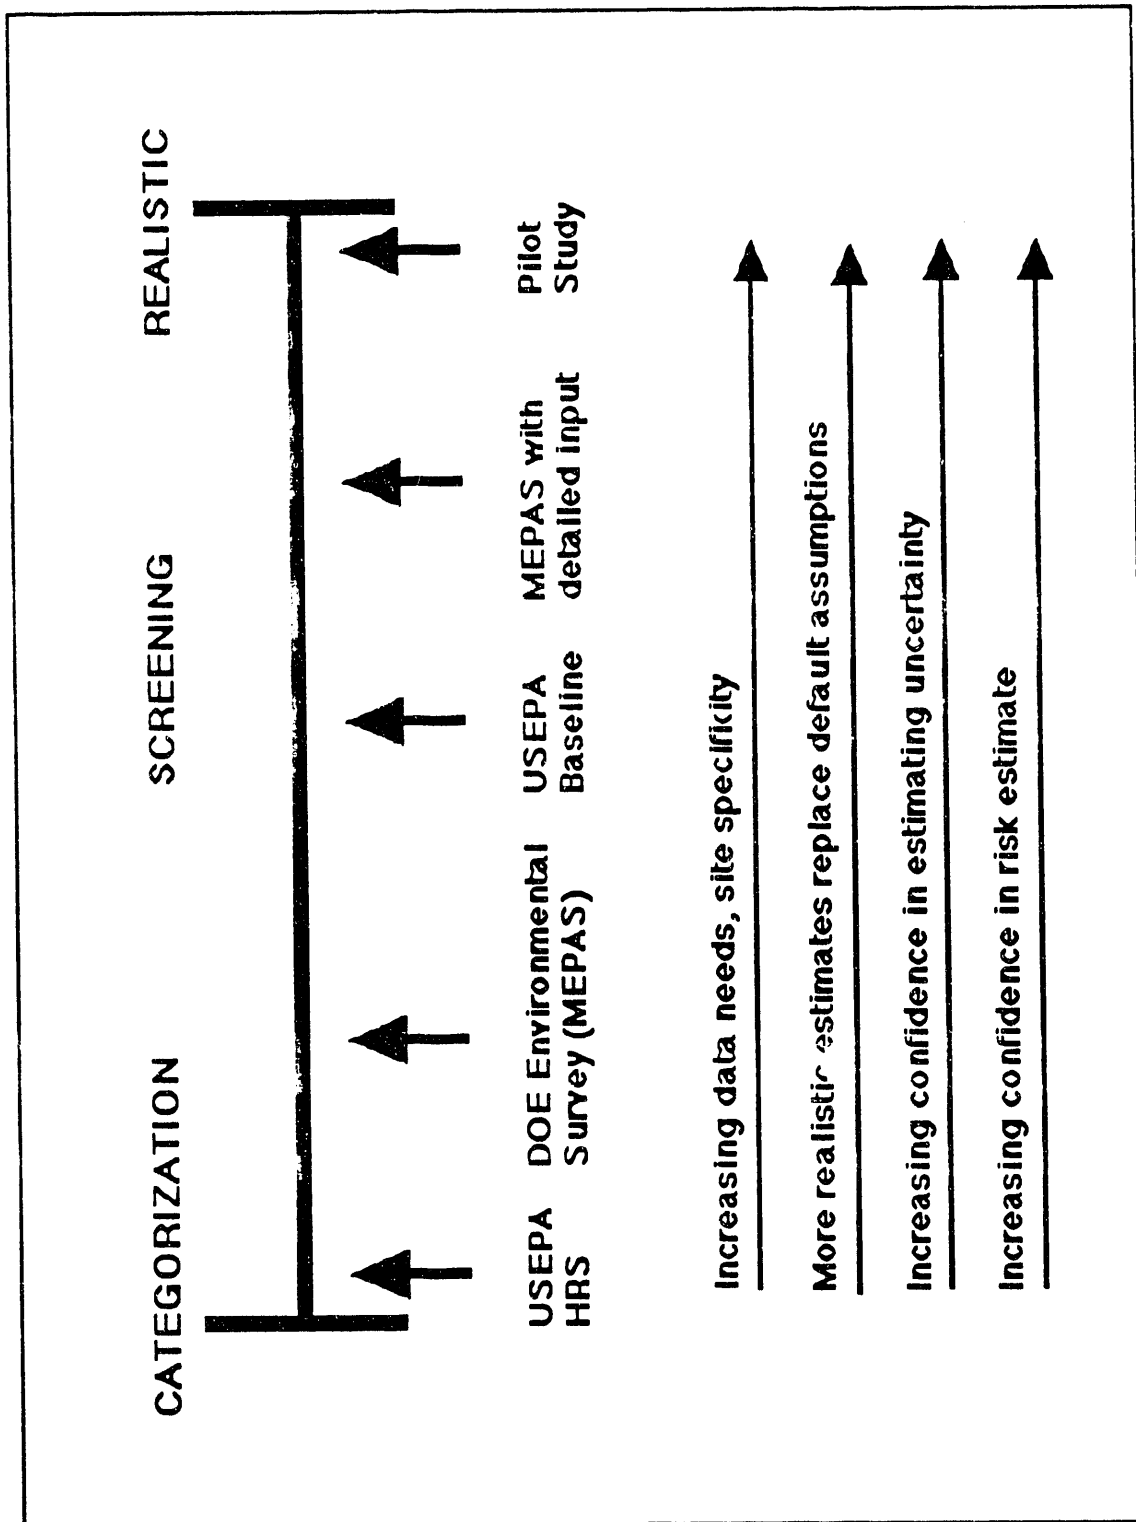 CATEGORIZATION
SCREENING
REALISTIC
USEPA
HRS
DOE Environmental
Survey (MEPAS)
USEPA
Baseline
MEPAS with
detailed input
Pilot
Study
Increasing data needs, site specificity
More realistic estimates replace default assumptions
Increasing confidence in estimating uncertainty
Increasing confidence in risk estimate